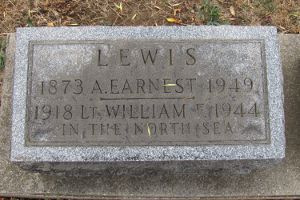 LEWIS
1873 A. EARNEST 1949
1918 LT. WILLIAM F. 1944
IN THE NORTH SEA